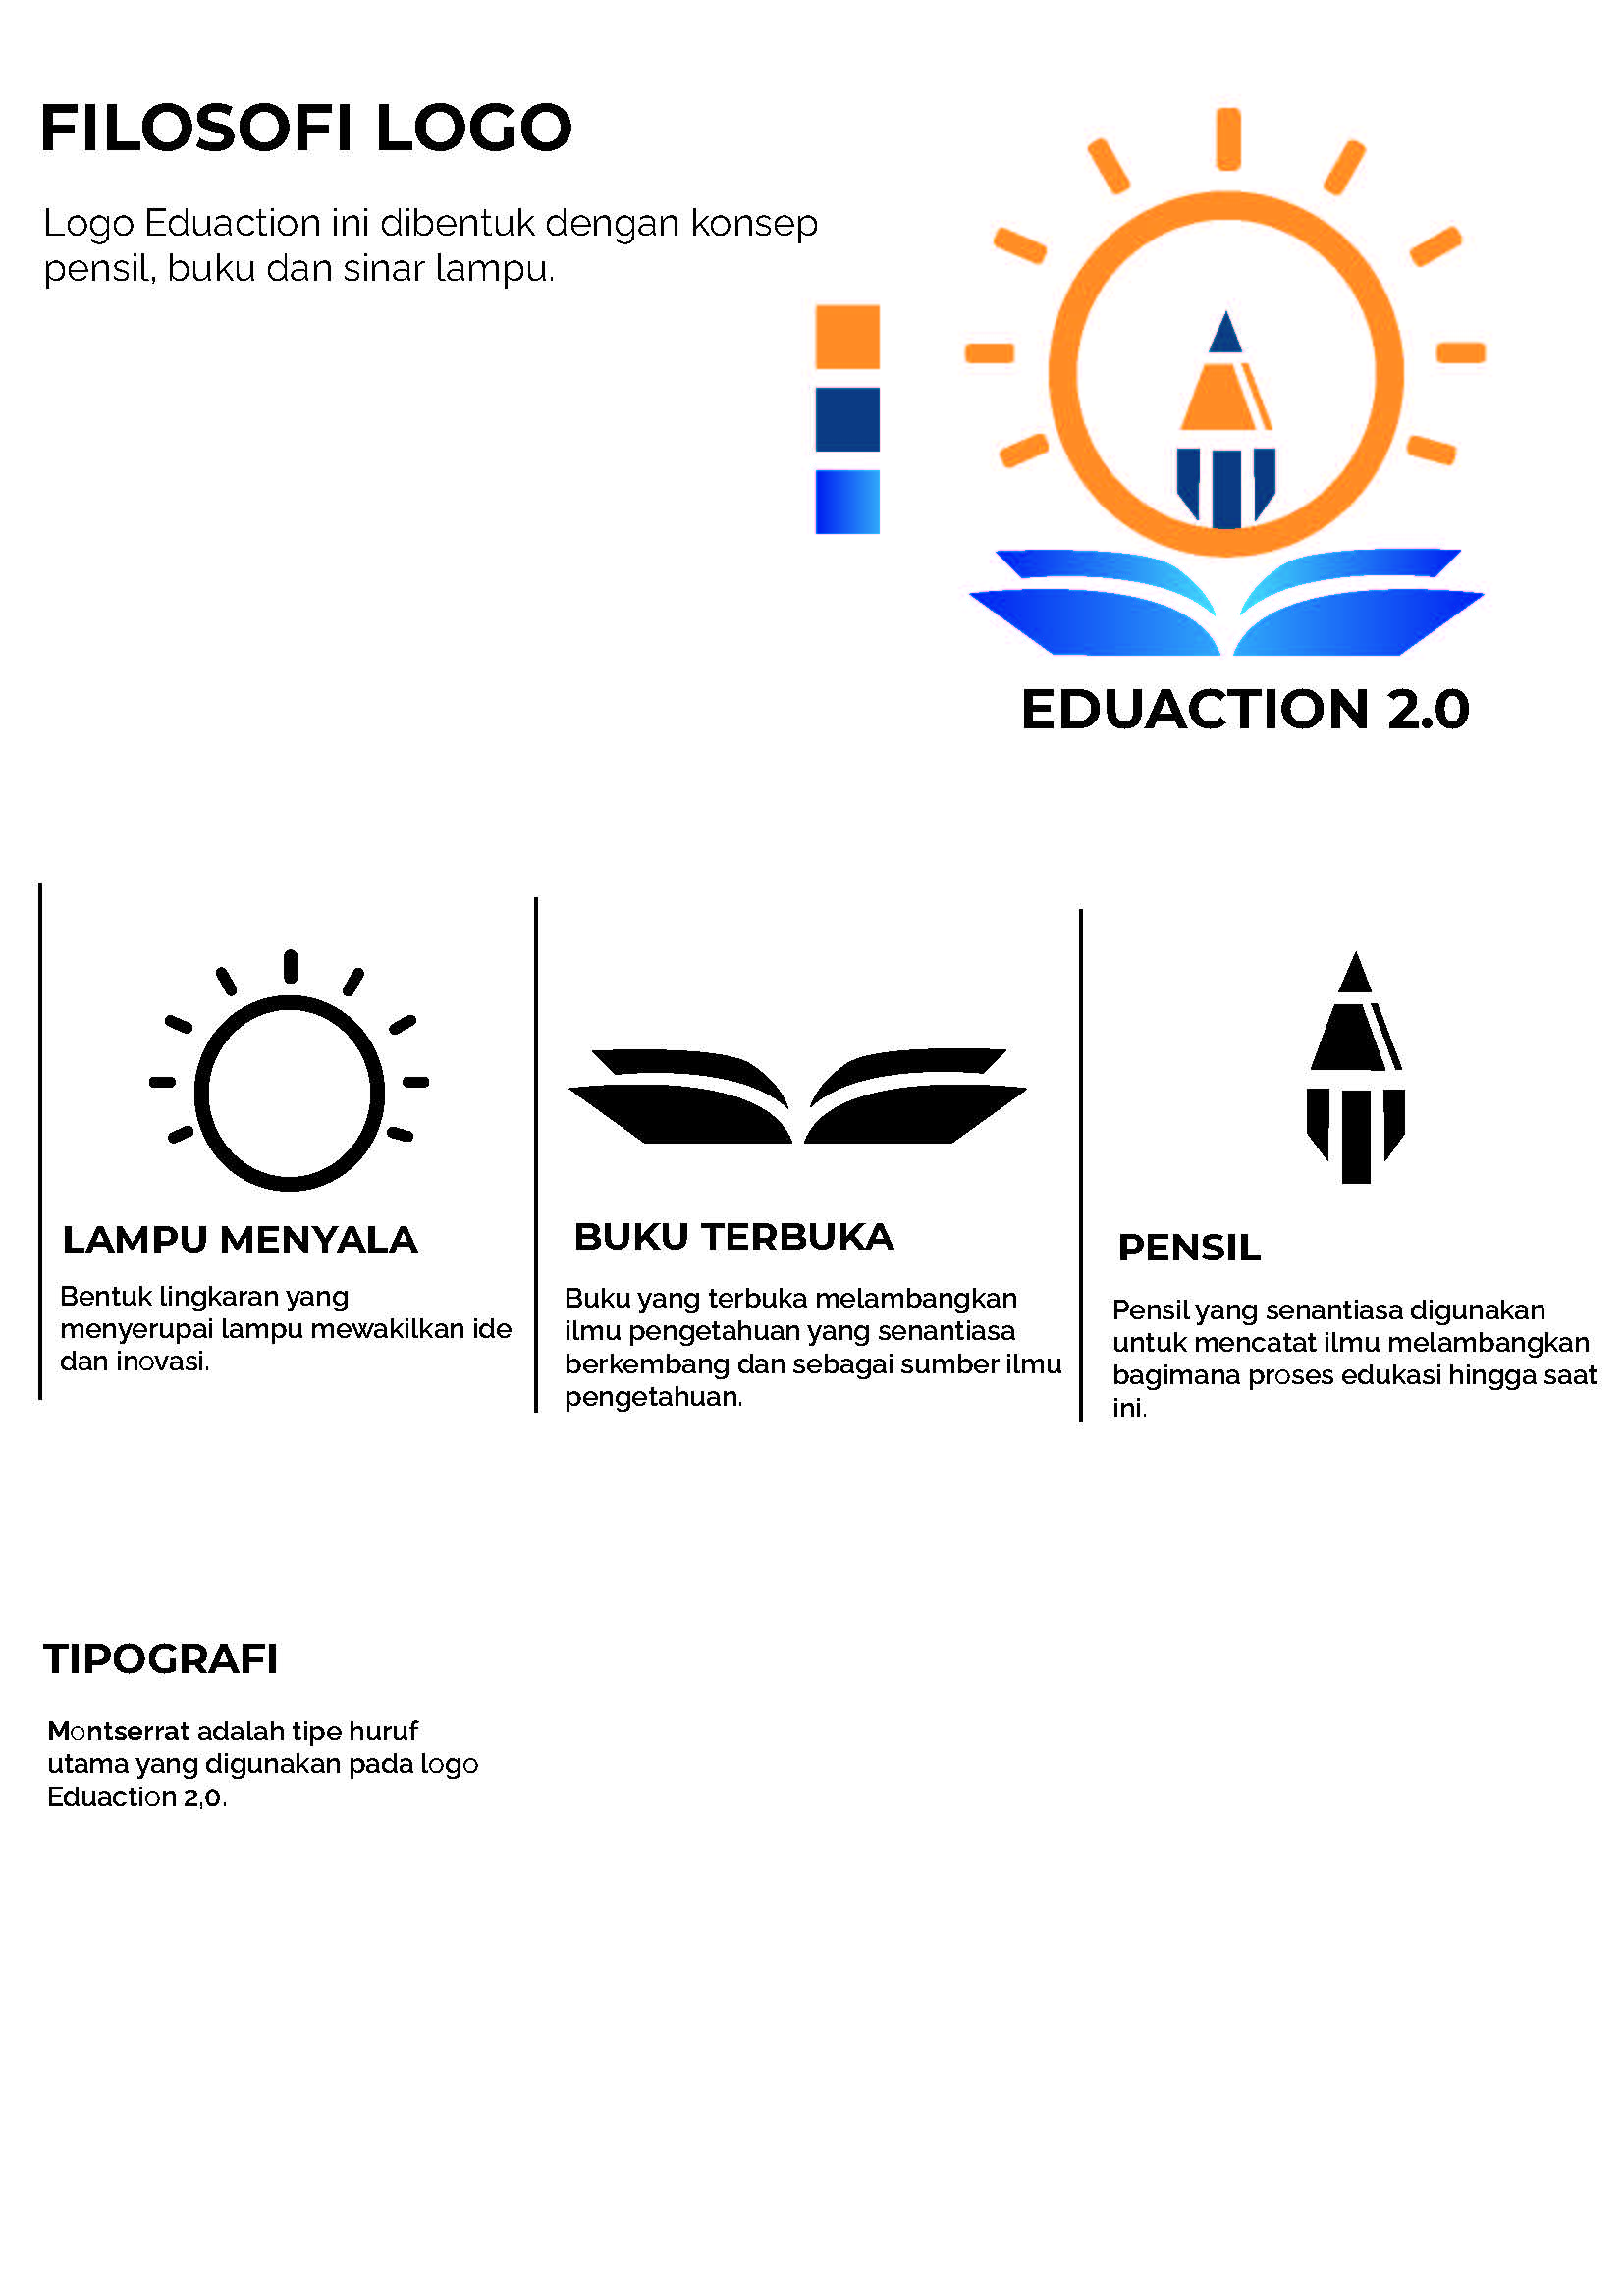 FILOSOFI LOGO
Logo Eduaction ini dibentuk dengan konsep
pensil, buku dan sinar lampu.
EDUACTION 2.0
LAMPU MENYALA
Bentuk lingkaran yang
menyerupai lampu mewakilkan ide
dan inovasi.
BUKU TERBUKA
Buku yang terbuka melambangkan
ilmu pengetahuan yang senantiasa
berkembang dan sebagai sumber ilmu
pengetahuan.
PENSIL
Pensil yang senantiasa digunakan
untuk mencatat ilmu melambangkan
bagimana proses edukasi hingga saat
ini.
TIPOGRAFI
Montserrat adalah tipe huruf
utama yang digunakan pada logo
Eduaction 2,0.